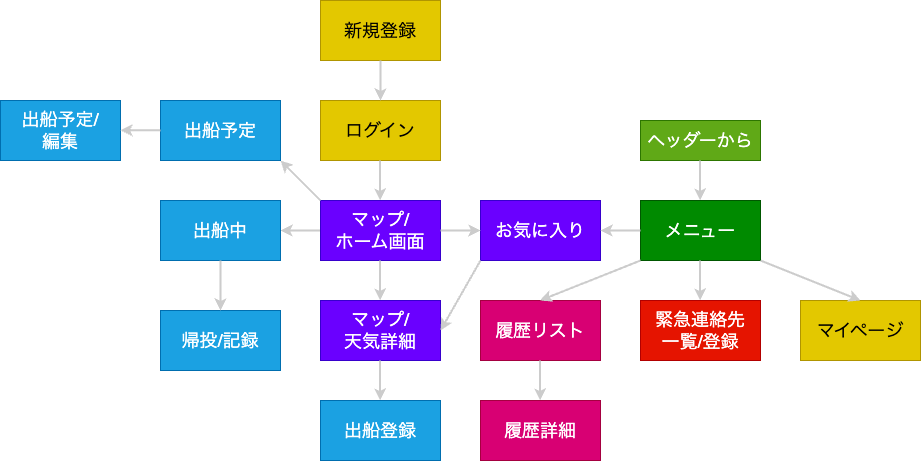 新規登録
出船予定/
編集
出船予定
ログイン
ヘッダーから
出船中
マップ/
ホーム画面
お気に入り
メニュー
帰投/記録
マップ/
天気詳細
履歴リスト
緊急連絡先
一覧/登録
マイページ
出船登録
履歴詳細